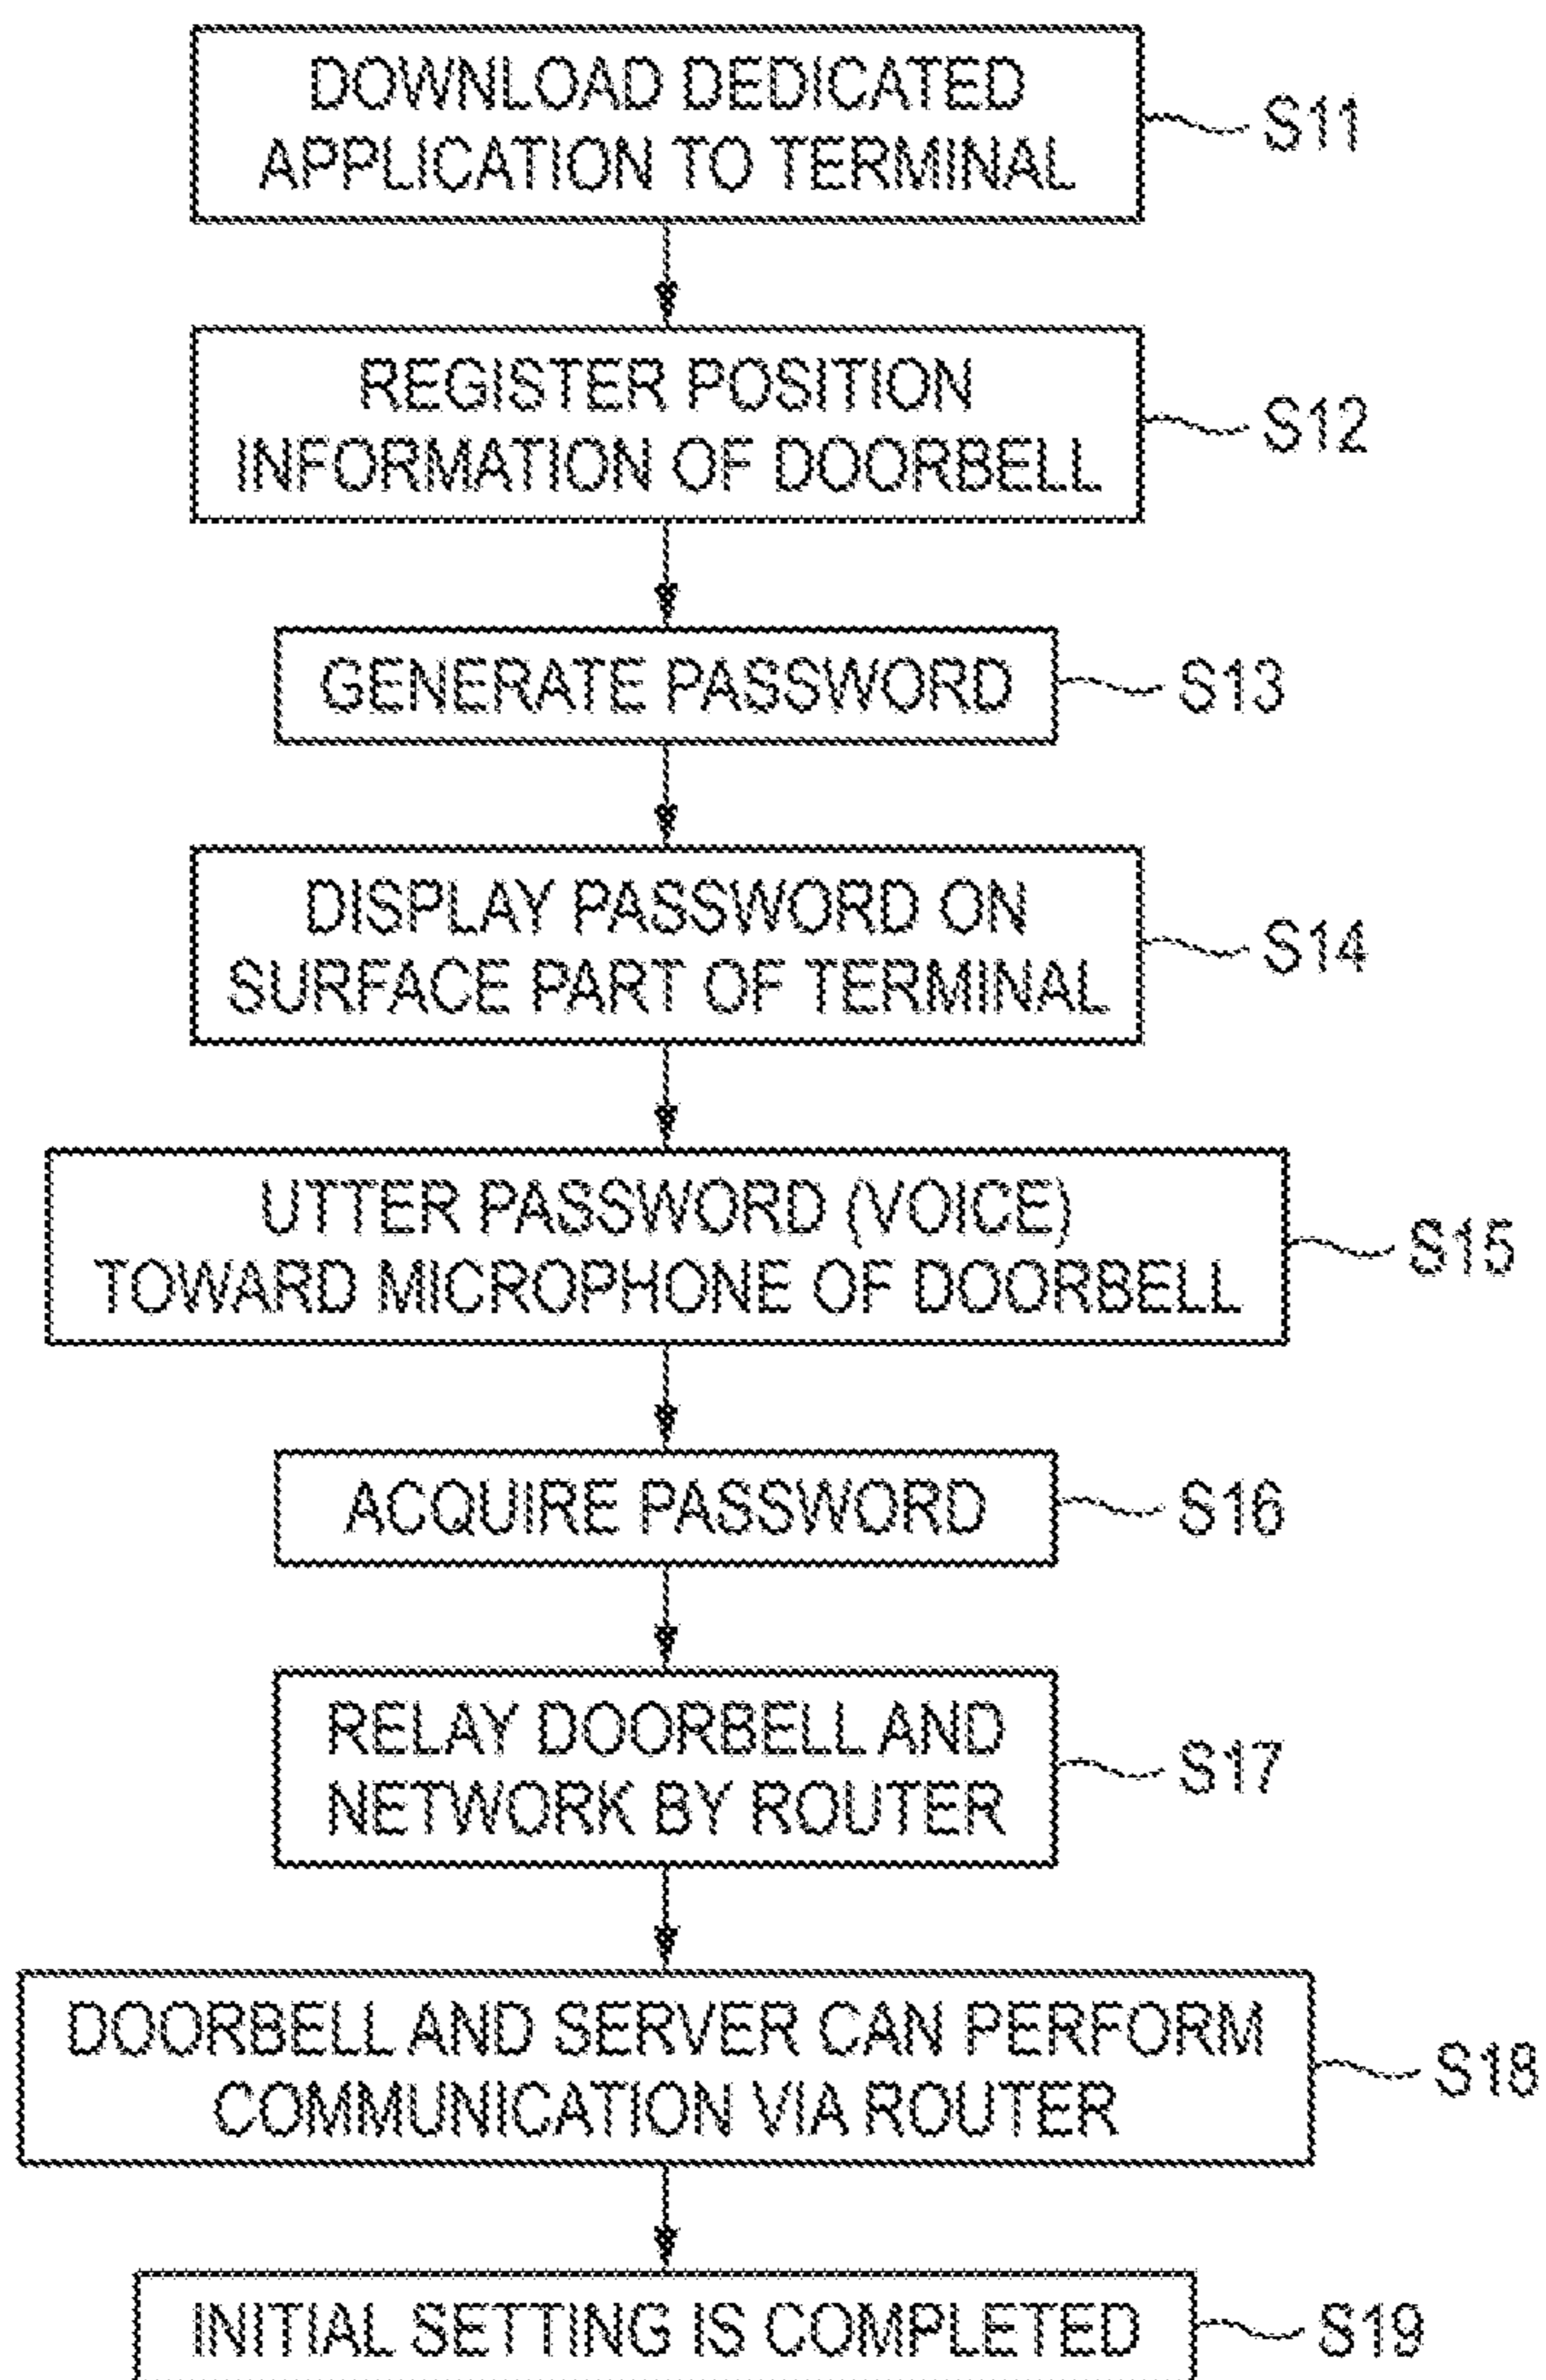 DOWNLOAD DEDICATED
APPLICATION TO TERMINAL
S11
REGISTER POSITION
INFORMATION OF DOORBELL
S12
GENERATE PASSWORD
S13
DISPLAY PASSWORD ON
SURFACE PART OF TERMINAL
S14
UTTER PASSWORD (VOICE)
TOWARD MICROPHONE OF DOORBELL
S15
ACQUIRE PASSWORD
S16
RELAY DOORBELL AND
NETWORK BY ROUTER
S17
DOORBELL AND SERVER CAN PERFORM
COMMUNICATION VIA ROUTER
S18
INITIAL SETTING IS COMPLETED
S19